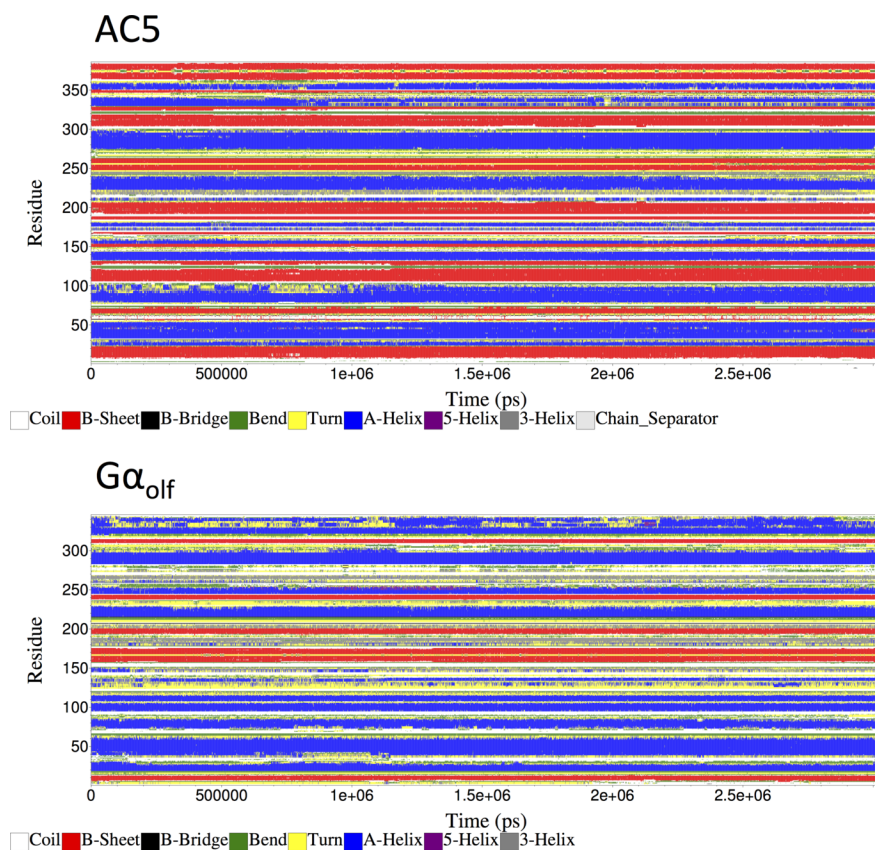 AC5
350
300
250
200
150
100
50
Residue
0 500000 1e+06 1.5e+06 2e+06 2.5e+06
Time (ps)
Coil B-Sheet B-Bridge Bend Turn A-Helix 5-Helix 3-Helix Chain_Separator
Gαolf
300
250
200
150
100
50
Residue
0 500000 1e+06 1.5e+06 2e+06 2.5e+06
Time (ps)
Coil B-Sheet B-Bridge Bend Turn A-Helix 5-Helix 3-Helix